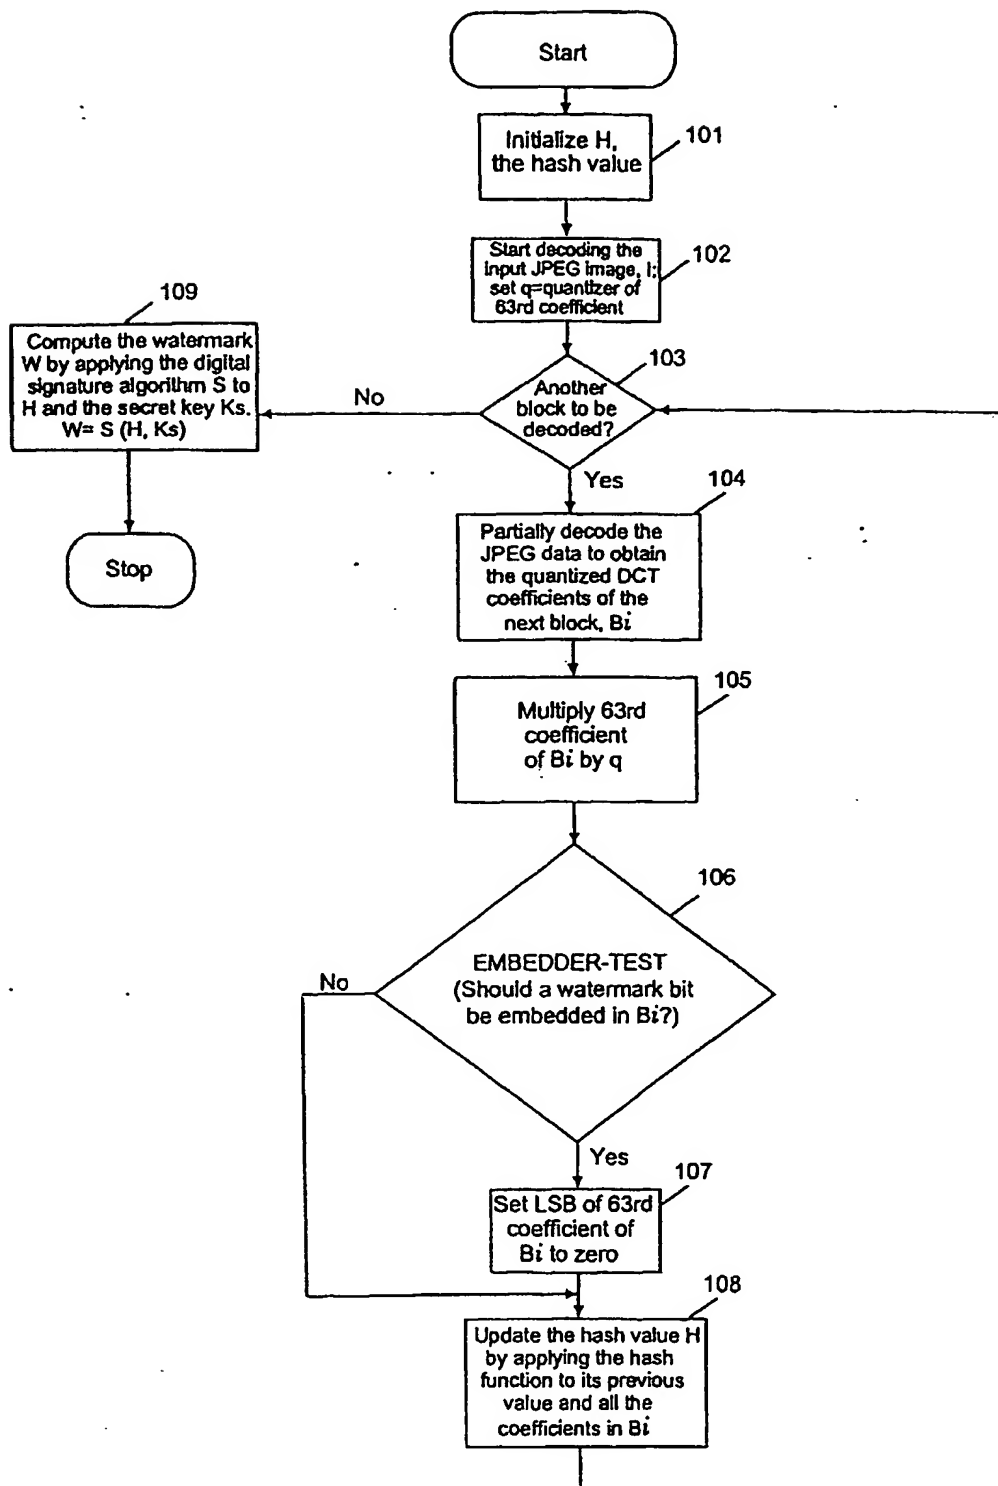 Start
Initialize H,
the hash value
101
Start decoding the
input JPEG image, I;
set q=quantizer of
63rd coefficient
102
109
Compute the watermark
W by applying the digital
signature algorithm S to
H and the secret key Ks.
W= S (H, Ks)
Stop
No
103
Another
block to be
decoded?
Yes
104
Partially decode the
JPEG data to obtain
the quantized DCT
coefficients of the
next block, Bi
105
Multiply 63rd
coefficient
of Bi by q
106
EMBEDDER-TEST
(Should a watermark bit
be embedded in Bi?)
No
Yes
107
Set LSB of 63rd
coefficient of
Bi to zero
108
Update the hash value H
by applying the hash
function to its previous
value and all the
coefficients in Bi